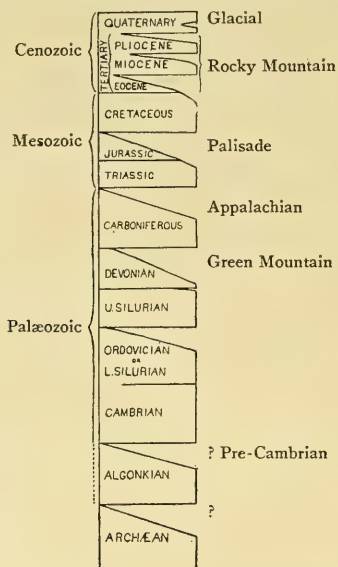 QUATERNARY Glacial
Cenozoic
TERTIARY
PLIOCENE
MIOCENE Rocky Mountain
EOCENE
CRETACEOUS
Mesozoic
JURASSIC Palisade
TRIASSIC
Appalachian
CARBONIFEROUS
Green Mountain
DEVONIAN
U. SILURIAN
Palæozoic
ORDOVICIAN
OR
L. SILURIAN
CAMBRIAN
? Pre-Cambrian
ALGONKIAN
?
ARCHÆAN